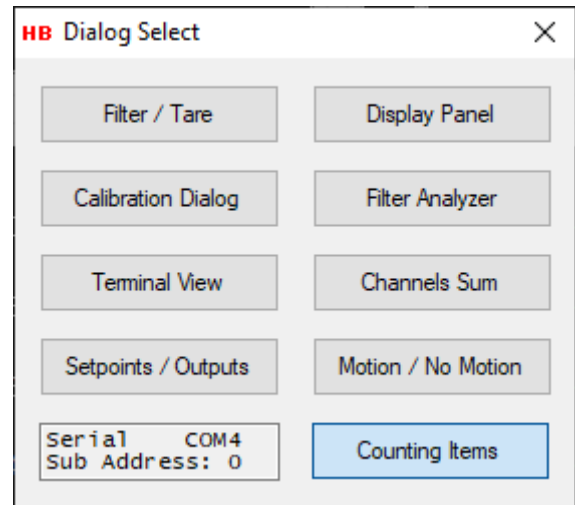 HB Dialog Select
Filter / Tare
Display Panel
Calibration Dialog
Filter Analyzer
Terminal View
Channels Sum
Setpoints / Outputs
Motion / No Motion
Serial COM4
Sub Address: 0
Counting Items